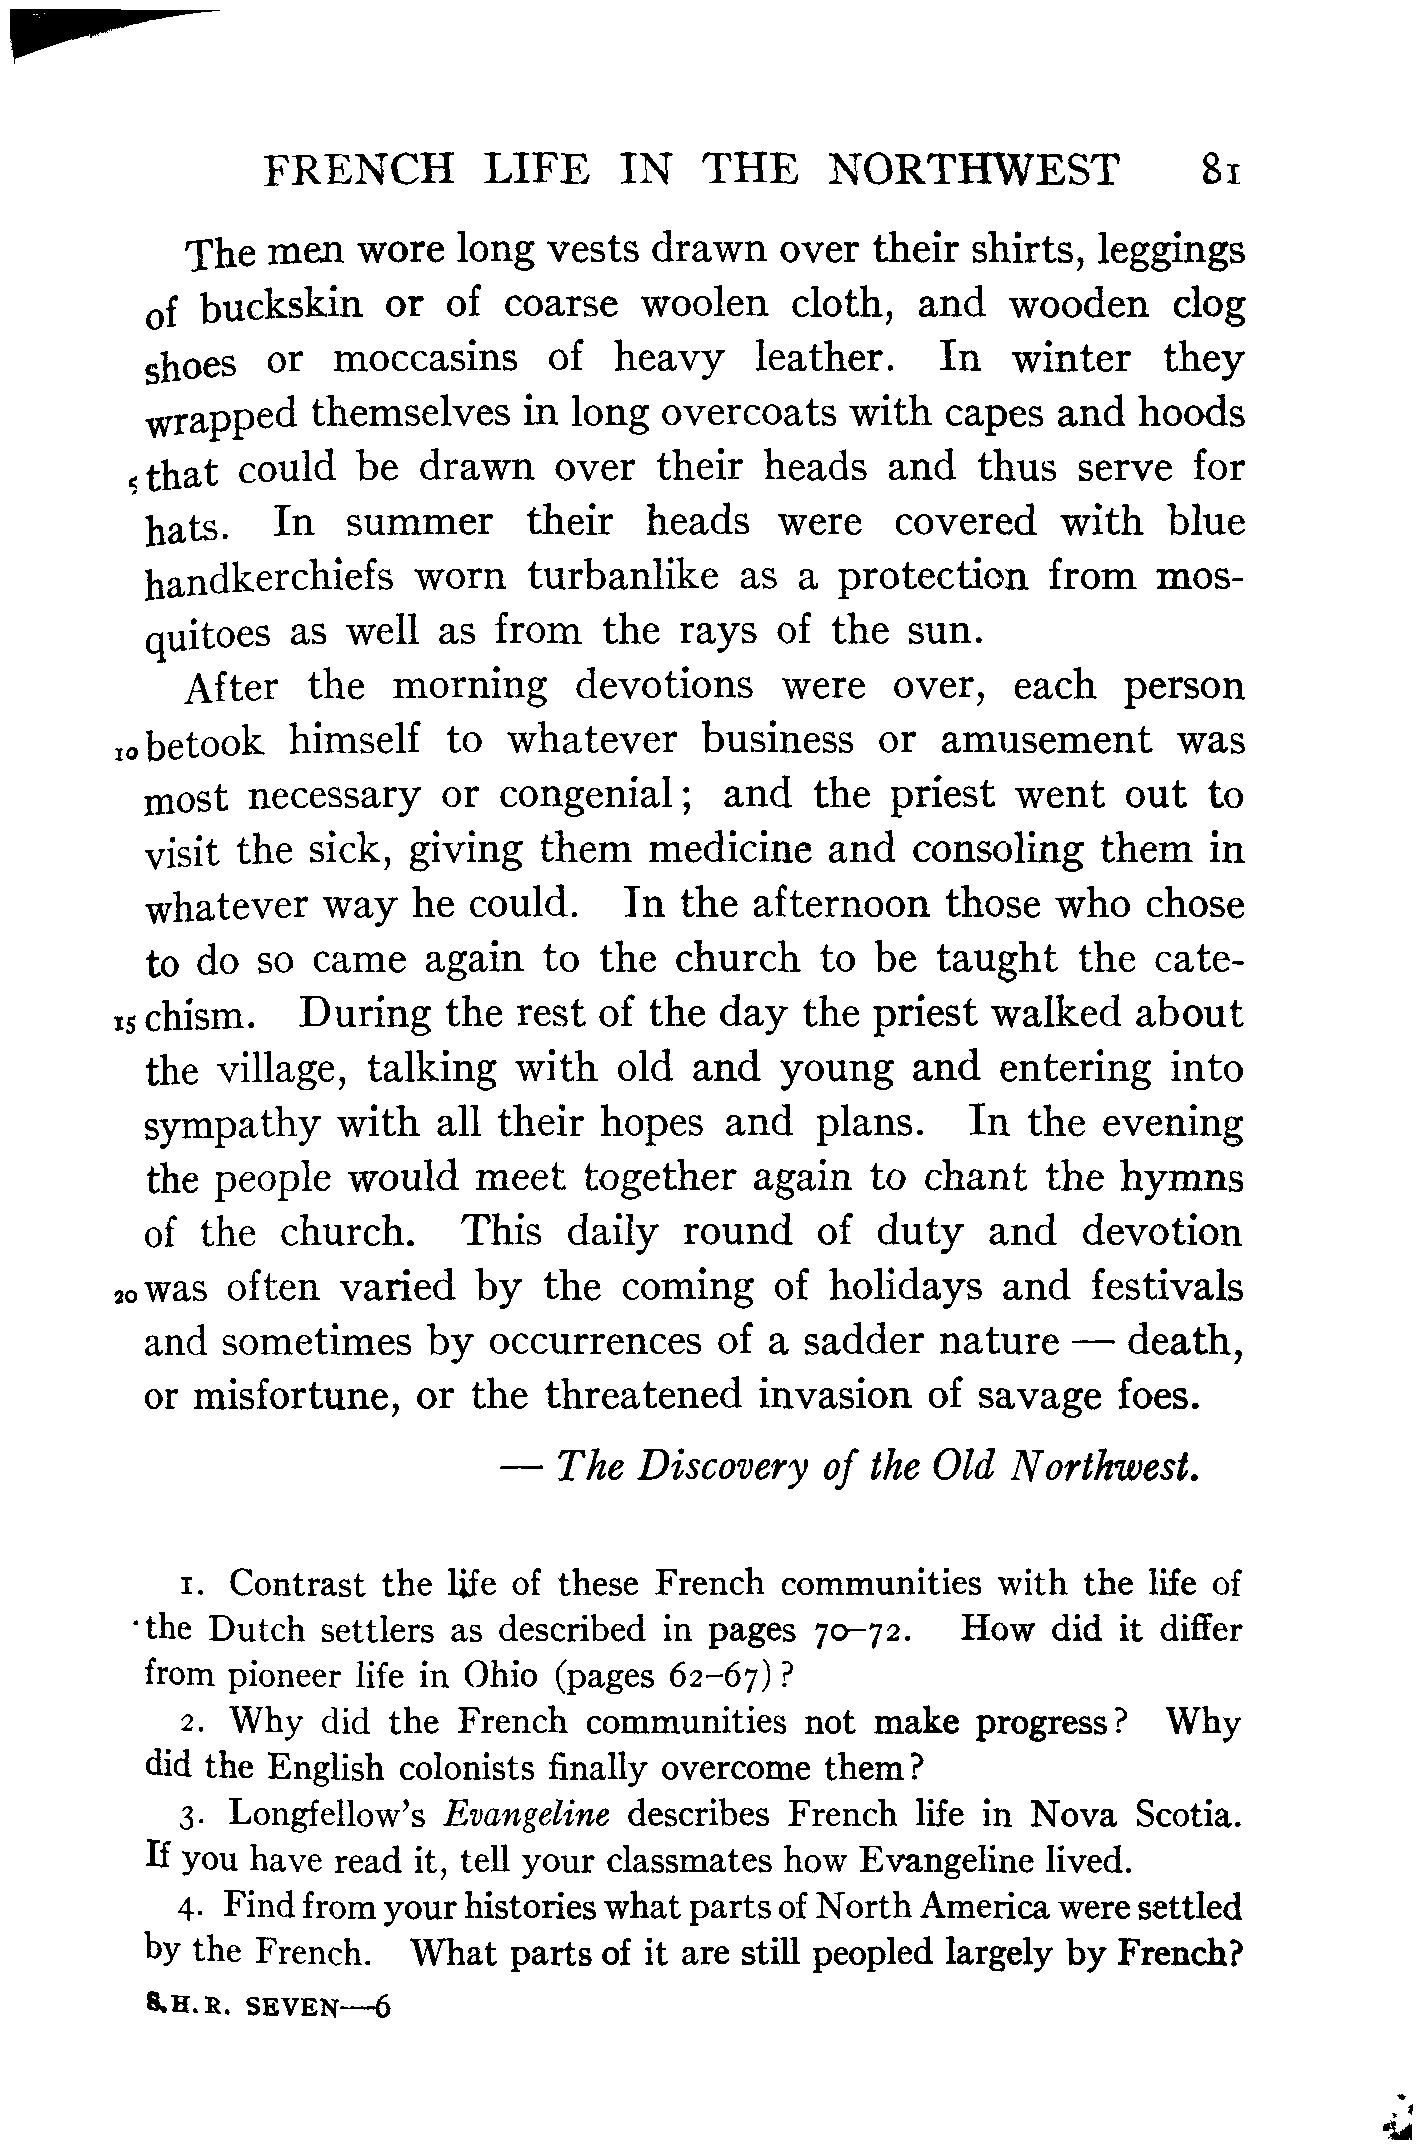 FRENCH LIFE IN THE NORTHWEST 81
The men wore long vests drawn over their shirts, leggings
of buckskin or of coarse woolen cloth, and wooden clog
shoes or moccasins of heavy leather. In winter they
wrapped themselves in long overcoats with capes and hoods
5 that could be drawn over their heads and thus serve for
hats. In summer their heads were covered with blue
handkerchiefs worn turbanlike as a protection from mos-
quitoes as well as from the rays of the sun.
After the morning devotions were over, each person
10 betook himself to whatever business or amusement was
most necessary or congenial; and the priest went out to
visit the sick, giving them medicine and consoling them in
whatever way he could. In the afternoon those who chose
to do so came again to the church to be taught the cate-
15 chism. During the rest of the day the priest walked about
the village, talking with old and young and entering into
sympathy with all their hopes and plans. In the evening
the people would meet together again to chant the hymns
of the church. This daily round of duty and devotion
20 was often varied by the coming of holidays and festivals
and sometimes by occurrences of a sadder nature — death,
or misfortune, or the threatened invasion of savage foes.
— The Discovery of the Old Northwest.
1. Contrast the life of these French communities with the life of
the Dutch settlers as described in pages 70–72. How did it differ
from pioneer life in Ohio (pages 62–67)?
2. Why did the French communities not make progress? Why
did the English colonists finally overcome them?
3. Longfellow's Evangeline describes French life in Nova Scotia.
If you have read it, tell your classmates how Evangeline lived.
4. Find from your histories what parts of North America were settled
by the French. What parts of it are still peopled largely by French?
S.H.R. SEVEN—6